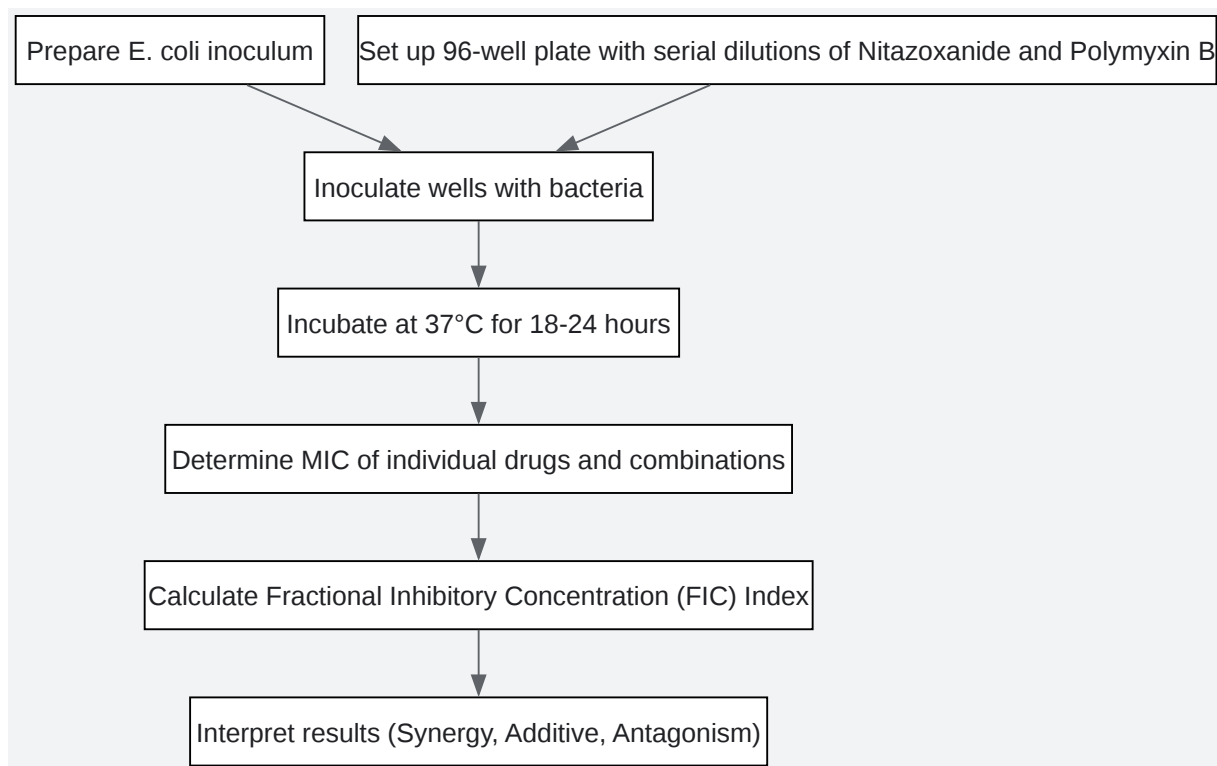 Prepare E. coli inoculum
Set up 96-well plate with serial dilutions of Nitazoxanide and Polymyxin B
Inoculate wells with bacteria
Incubate at 37°C for 18-24 hours
Determine MIC of individual drugs and combinations
Calculate Fractional Inhibitory Concentration (FIC) Index
Interpret results (Synergy, Additive, Antagonism)